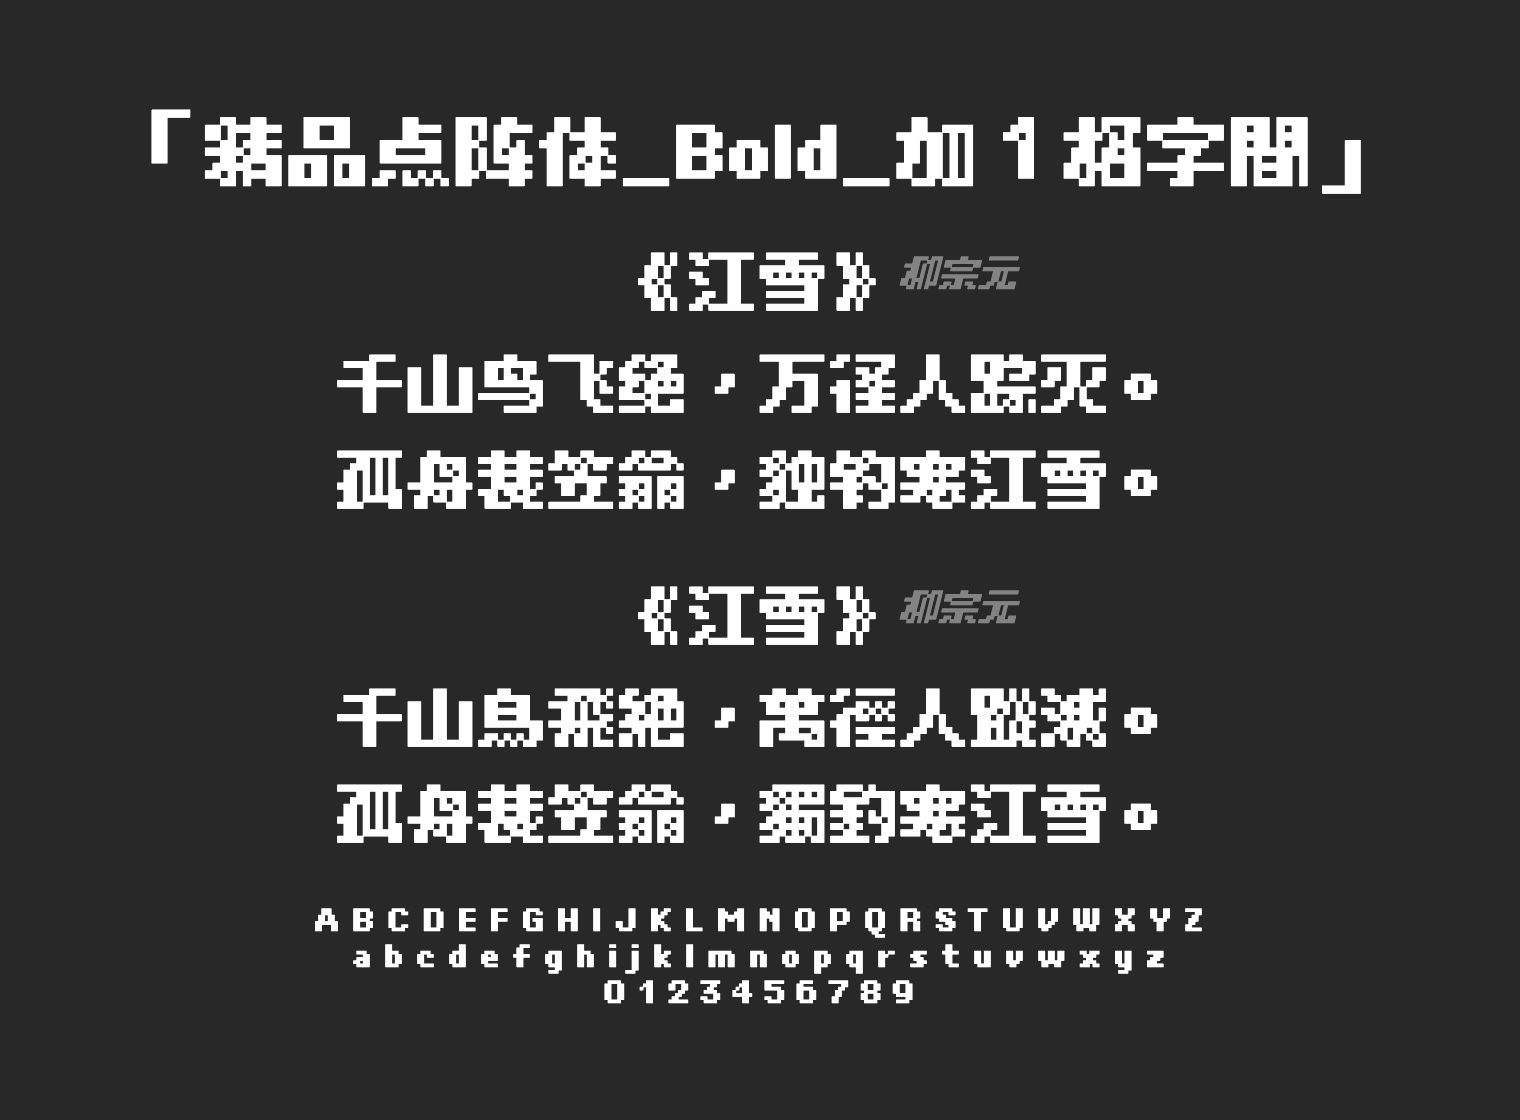 「精品点阵体_Bold_加1招字間」
《江雪》 柳宗元
千山鸟飞绝，万径人踪灭。
孤舟蓑笠翁，独钓寒江雪。
《江雪》 柳宗元
千山鳥飛絕，萬徑人蹤滅。
孤舟蓑笠翁，獨釣寒江雪。
A B C D E F G H I J K L M N O P Q R S T U V W X Y Z
a b c d e f g h i j k l m n o p q r s t u v w x y z
0 1 2 3 4 5 6 7 8 9